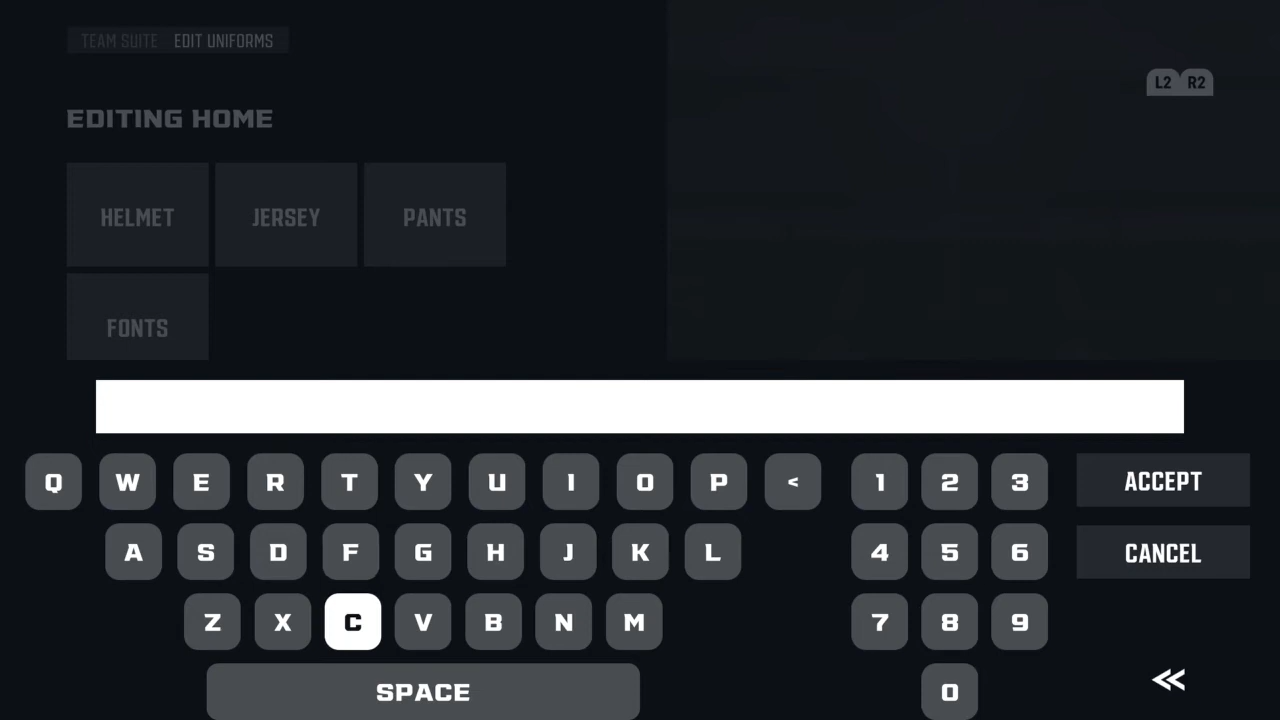 TEAM SUITE EDIT UNIFORMS
L2 R2
EDITING HOME
HELMET JERSEY PANTS
FONTS
Q W E R T Y U I O P < 1 2 3 ACCEPT
A S D F G H J K L 4 5 6 CANCEL
Z X C V B N M 7 8 9
SPACE 0